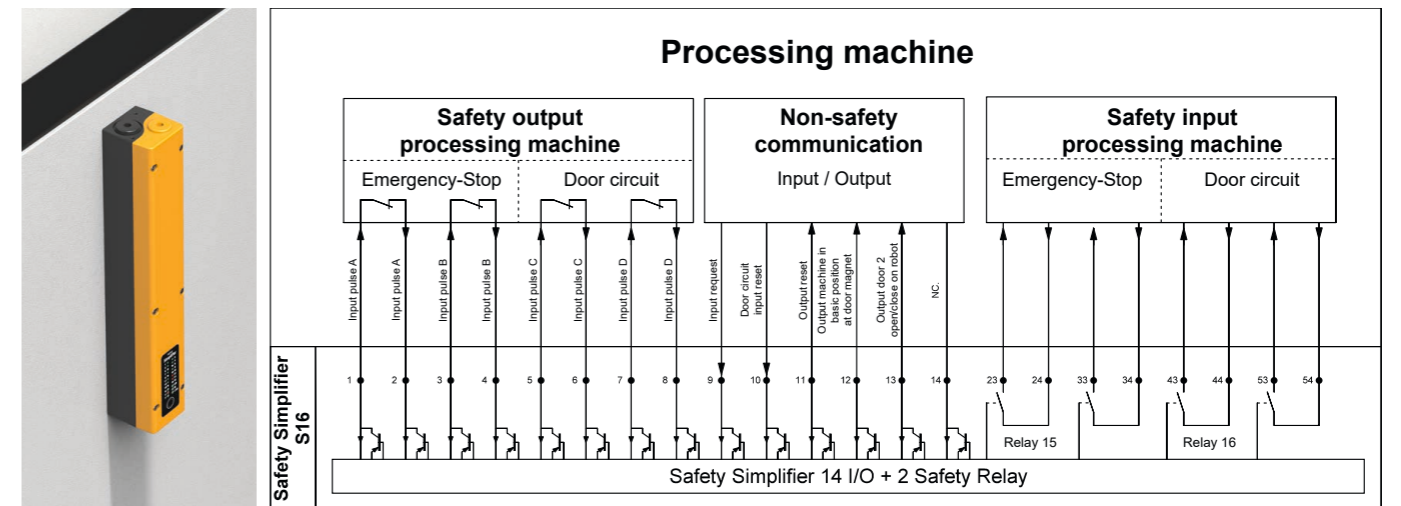 Processing machine
Safety output
processing machine
Emergency-Stop
Door circuit
Non-safety
communication
Input / Output
Safety input
processing machine
Emergency-Stop
Door circuit
Input pulse A
Input pulse A
Input pulse B
Input pulse B
Input pulse C
Input pulse C
Input pulse D
Input pulse D
Input request
Door circuit
input reset
Output reset
Output machine in
basic position
at door magnet
Output door 2
open/close on robot
NC.
1
2
3
4
5
6
7
8
9
10
11
12
13
14
23
24
33
34
43
44
53
54
Relay 15
Relay 16
Safety Simplifier
S16
Safety Simplifier 14 I/O + 2 Safety Relay